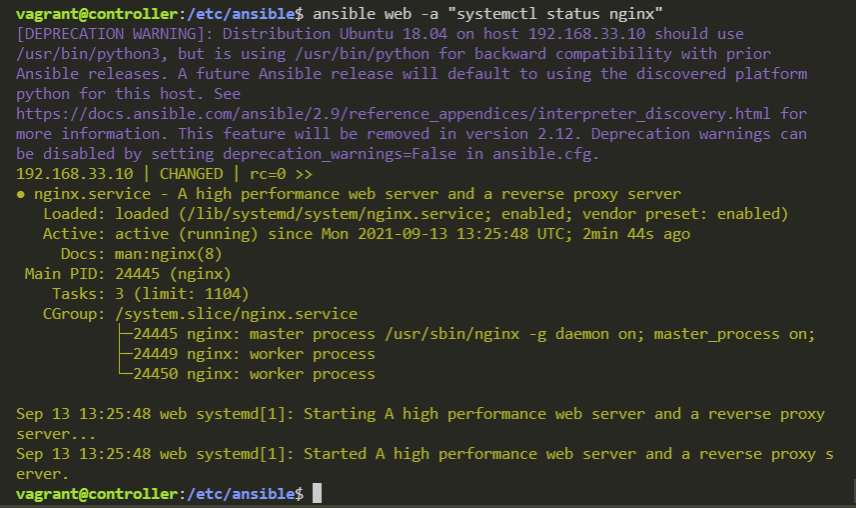 vagrant@controller:/etc/ansible$ ansible web -a "systemctl status nginx"
[DEPRECATION WARNING]: Distribution Ubuntu 18.04 on host 192.168.33.10 should use
/usr/bin/python3, but is using /usr/bin/python for backward compatibility with prior
Ansible releases. A future Ansible release will default to using the discovered platform
python for this host. See
https://docs.ansible.com/ansible/2.9/reference_appendices/interpreter_discovery.html for
more information. This feature will be removed in version 2.12. Deprecation warnings can
be disabled by setting deprecation_warnings=False in ansible.cfg.
192.168.33.10 | CHANGED | rc=0 >>
● nginx.service - A high performance web server and a reverse proxy server
   Loaded: loaded (/lib/systemd/system/nginx.service; enabled; vendor preset: enabled)
   Active: active (running) since Mon 2021-09-13 13:25:48 UTC; 2min 44s ago
     Docs: man:nginx(8)
 Main PID: 24445 (nginx)
    Tasks: 3 (limit: 1104)
   CGroup: /system.slice/nginx.service
           ├─24445 nginx: master process /usr/sbin/nginx -g daemon on; master_process on;
           ├─24449 nginx: worker process
           └─24450 nginx: worker process

Sep 13 13:25:48 web systemd[1]: Starting A high performance web server and a reverse proxy
server...
Sep 13 13:25:48 web systemd[1]: Started A high performance web server and a reverse proxy s
erver.
vagrant@controller:/etc/ansible$